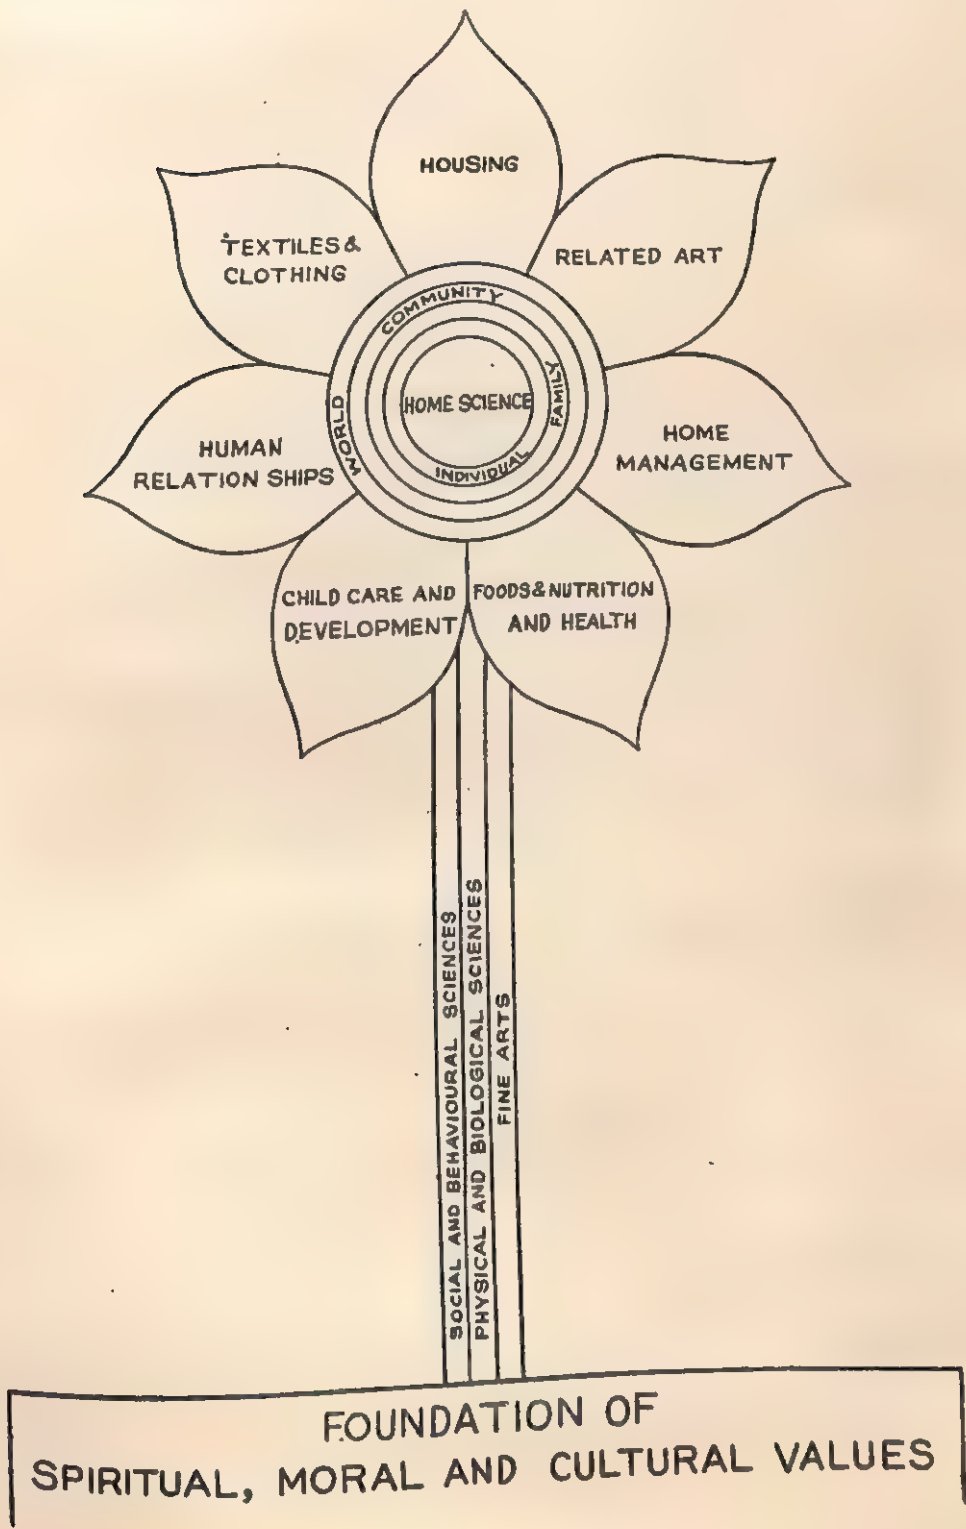 HOUSING
TEXTILES &
CLOTHING
RELATED ART
COMMUNITY
FAMILY
WORLD
INDIVIDUAL
HOME SCIENCE
HUMAN
RELATION SHIPS
HOME
MANAGEMENT
CHILD CARE AND
DEVELOPMENT
FOODS & NUTRITION
AND HEALTH
SOCIAL AND BEHAVIOURAL SCIENCES
PHYSICAL AND BIOLOGICAL SCIENCES
FINE ARTS
FOUNDATION OF
SPIRITUAL, MORAL AND CULTURAL VALUES